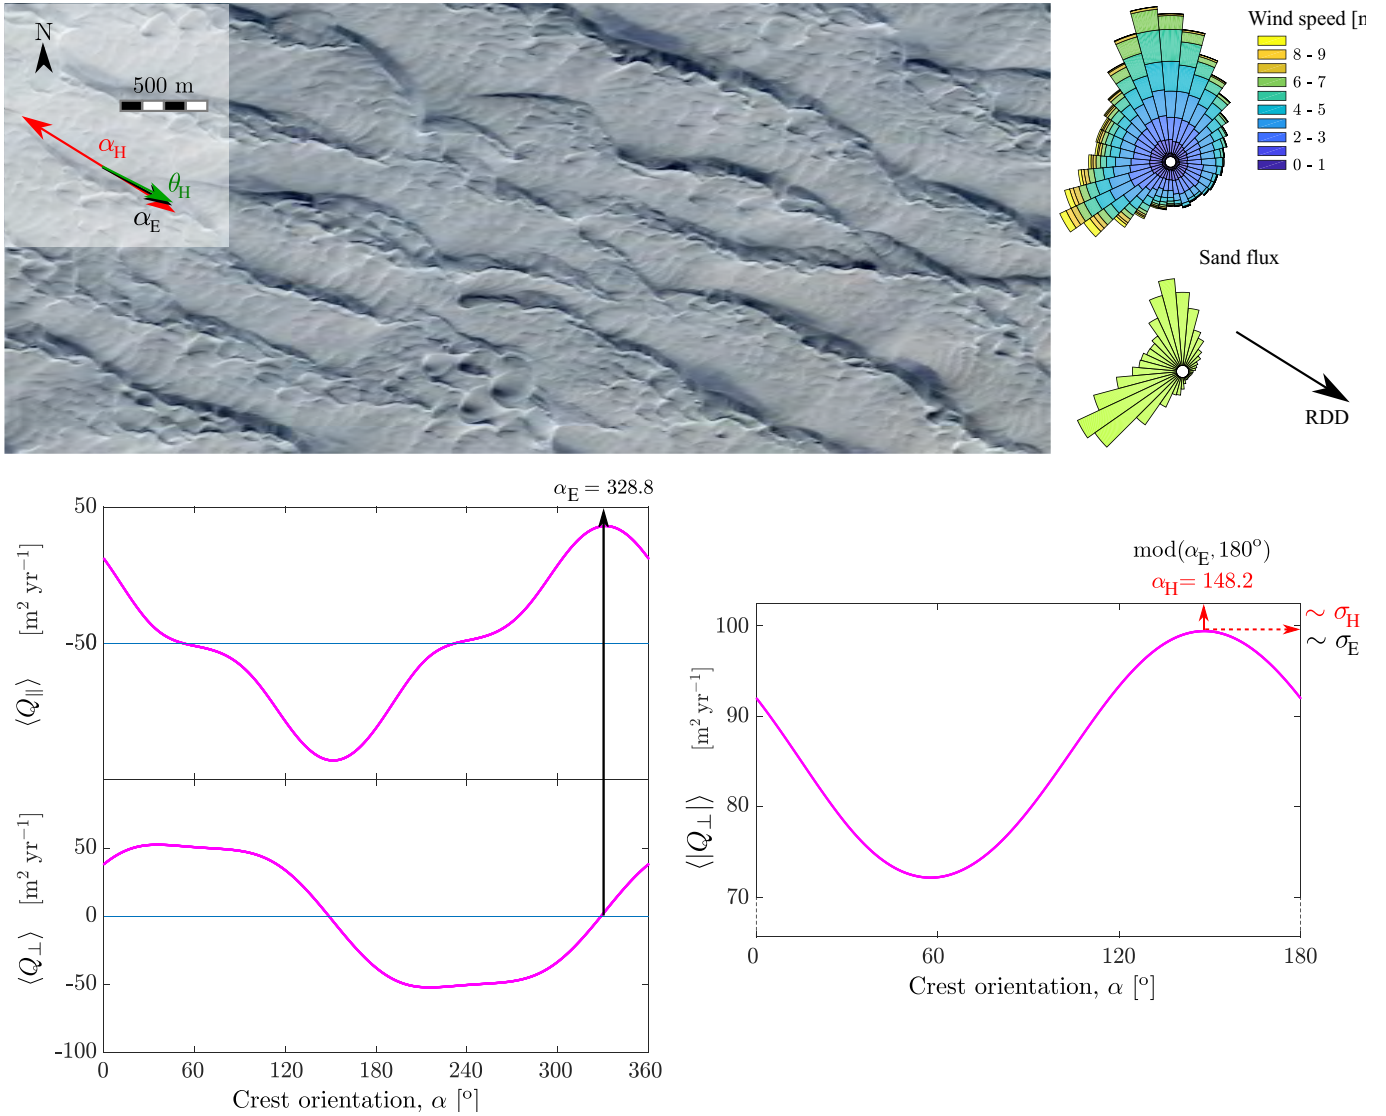 N
500 m
α_H
θ_H
α_E
Wind speed [m
8 - 9
6 - 7
4 - 5
2 - 3
0 - 1
Sand flux
RDD
α_E = 328.8
50
-50
⟨Q_∥⟩ [m² yr⁻¹]
50
0
-50
-100
⟨Q_⊥⟩ [m² yr⁻¹]
0 60 120 180 240 300 360
Crest orientation, α [º]
mod(α_E, 180º)
α_H= 148.2
∼ σ_H
∼ σ_E
100
90
80
70
⟨|Q_⊥|⟩ [m² yr⁻¹]
0 60 120 180
Crest orientation, α [º]